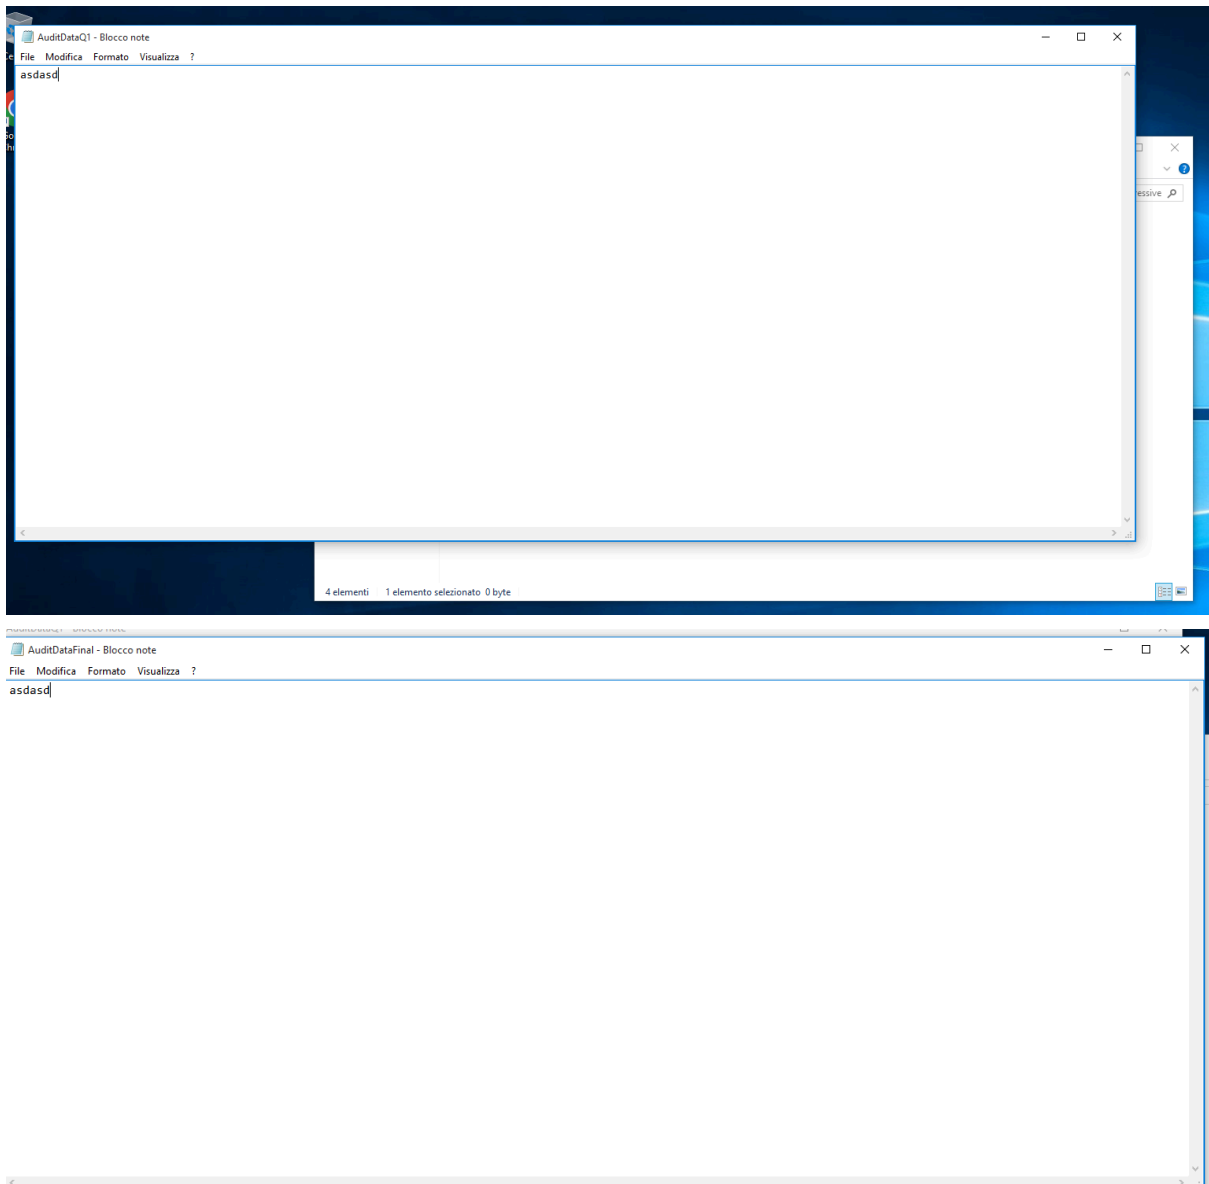 AuditDataQ1 - Blocco note
File Modifica Formato Visualizza ?
asdasd
4 elementi 1 elemento selezionato 0 byte
AuditDataFinal - Blocco note
File Modifica Formato Visualizza ?
asdasd